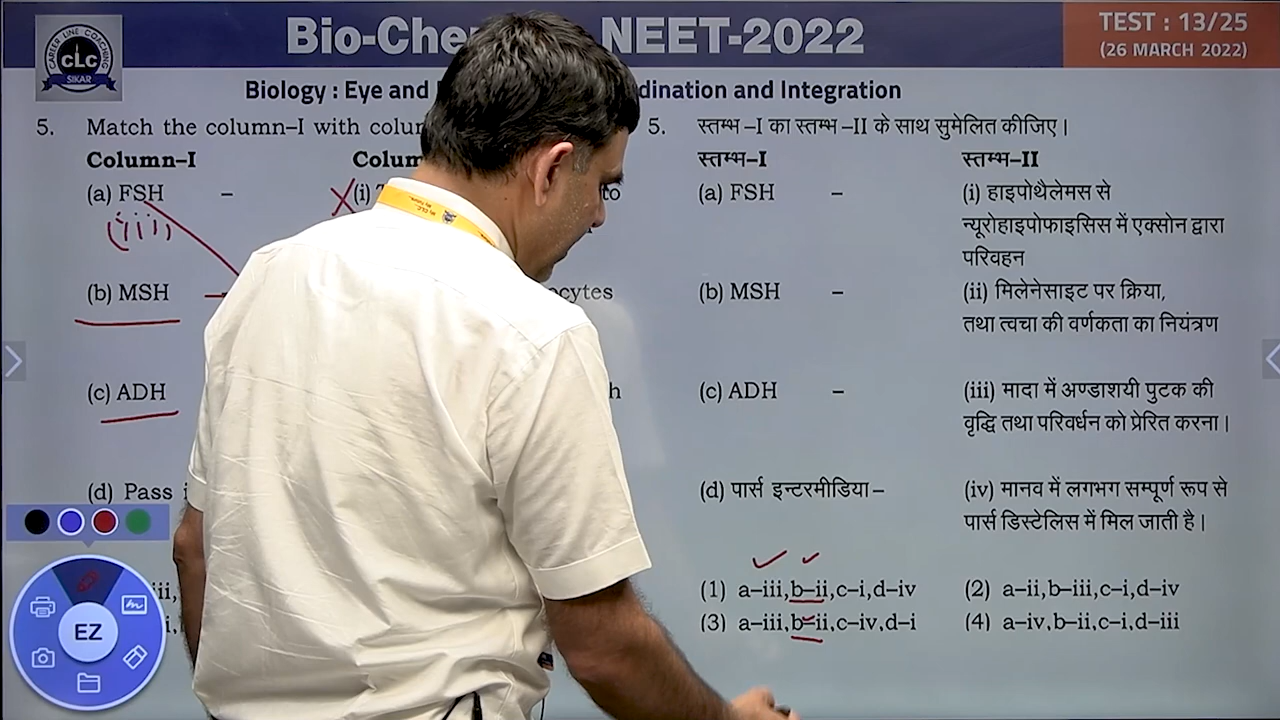 CAREER LINE COACHING
CLC
SIKAR
NEET-2022
TEST : 13/25
(26 MARCH 2022)
Biology : Eye and dination and Integration
5. Match the column–I with
Column–I
(a) FSH –
(iii)
(b) MSH
(c) ADH
(d) Pass
(i) to
ocytes
h
5. स्तम्भ–I का स्तम्भ–II के साथ सुमेलित कीजिए।
स्तम्भ–I स्तम्भ–II
(a) FSH – (i) हाइपोथैलेमस से
न्यूरोहाइपोफाइसिस में एक्सोन द्वारा
परिवहन
(b) MSH – (ii) मिलेनेसाइट पर क्रिया,
तथा त्वचा की वर्णकता का नियंत्रण
(c) ADH – (iii) मादा में अण्डाशयी पुटक की
वृद्धि तथा परिवर्धन को प्रेरित करना।
(d) पार्स इन्टरमीडिया– (iv) मानव में लगभग सम्पूर्ण रूप से
पार्स डिस्टेलिस में मिल जाती है।
(1) a–iii,b–ii,c–i,d–iv (2) a–ii,b–iii,c–i,d–iv
(3) a–iii,b–ii,c–iv,d–i (4) a–iv,b–ii,c–i,d–iii
EZ